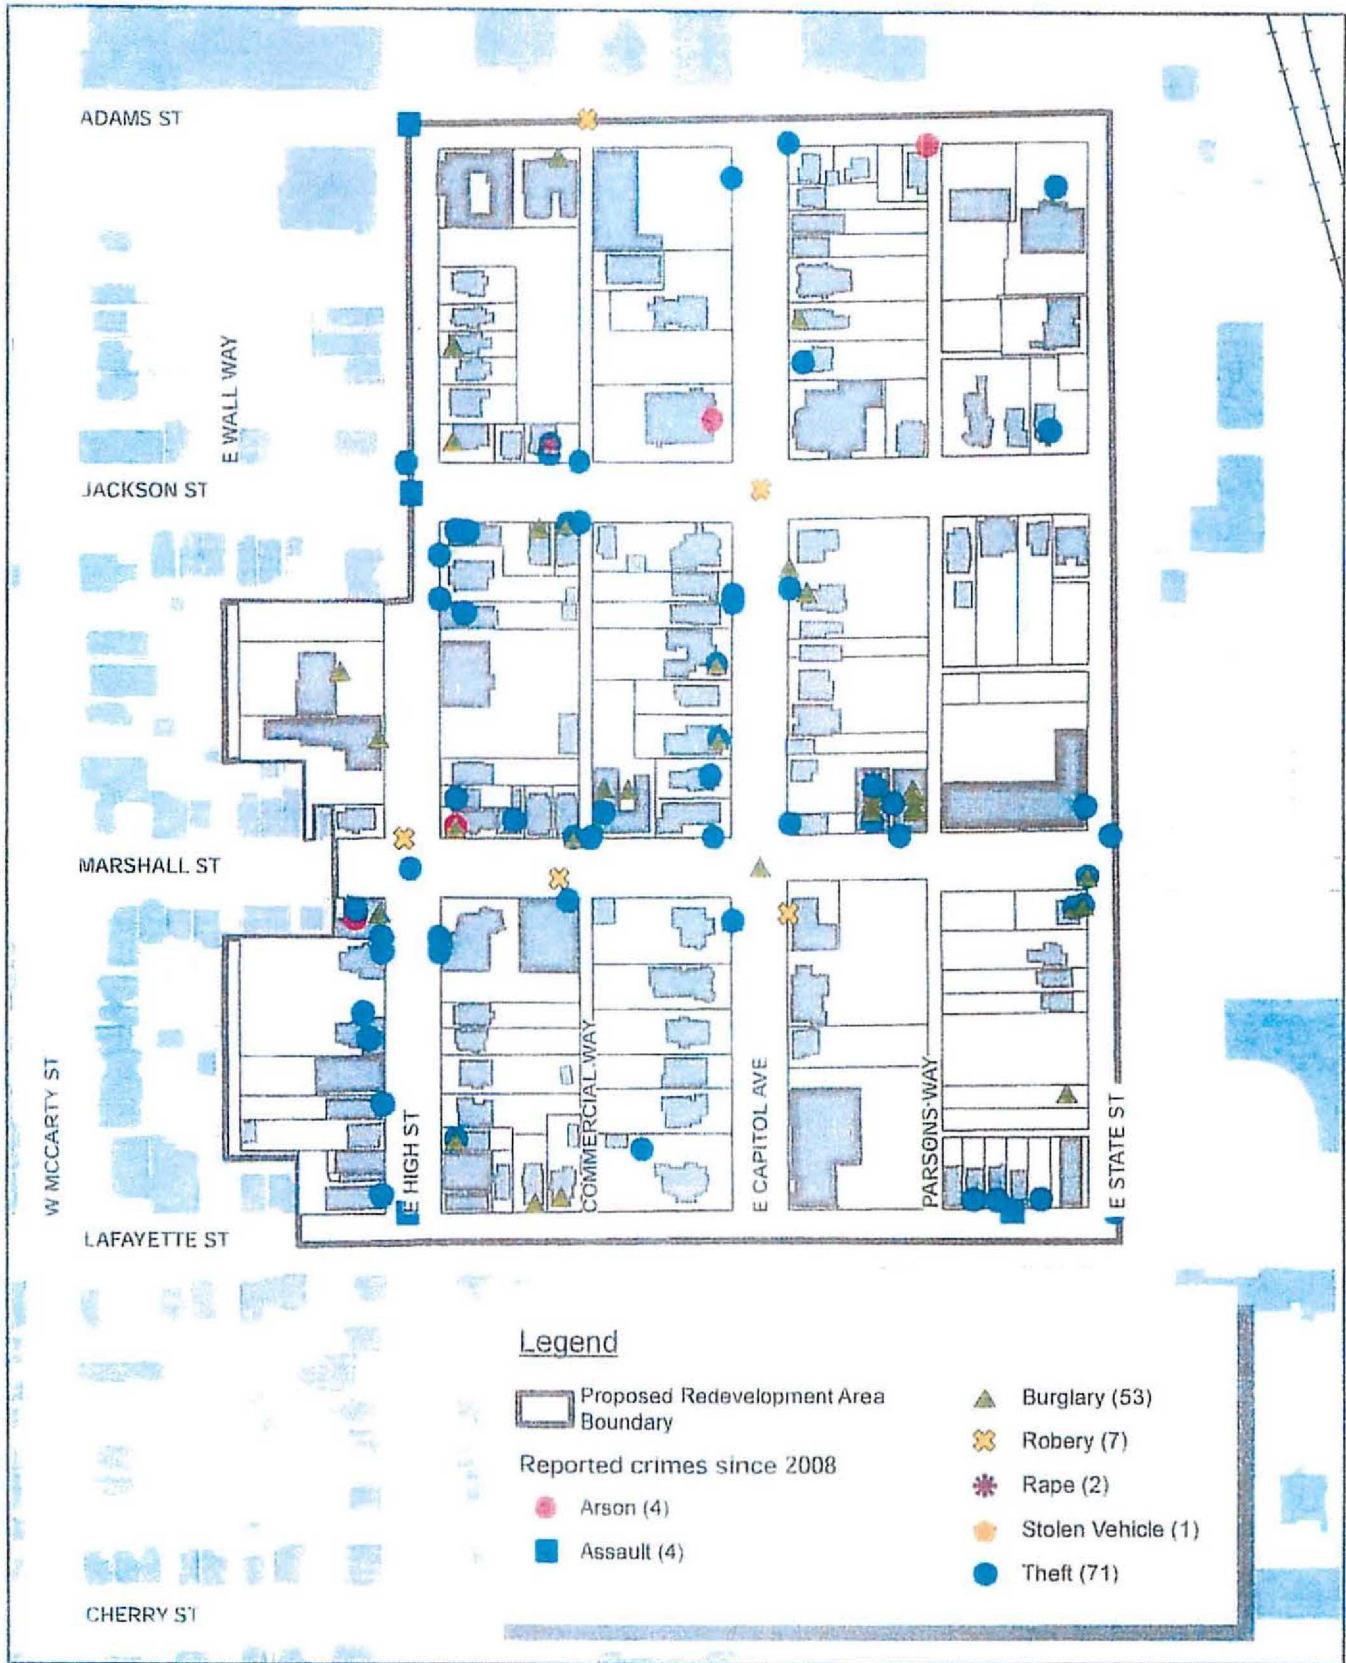 ADAMS ST
E WALL WAY
JACKSON ST
MARSHALL ST
W MCCARTY ST
E HIGH ST
COMMERCIAL WAY
E CAPITOL AVE
PARSONS WAY
E STATE ST
LAFAYETTE ST
Legend
Proposed Redevelopment Area
Boundary
Reported crimes since 2008
Arson (4)
Assault (4)
Burglary (53)
Robery (7)
Rape (2)
Stolen Vehicle (1)
Theft (71)
CHERRY ST